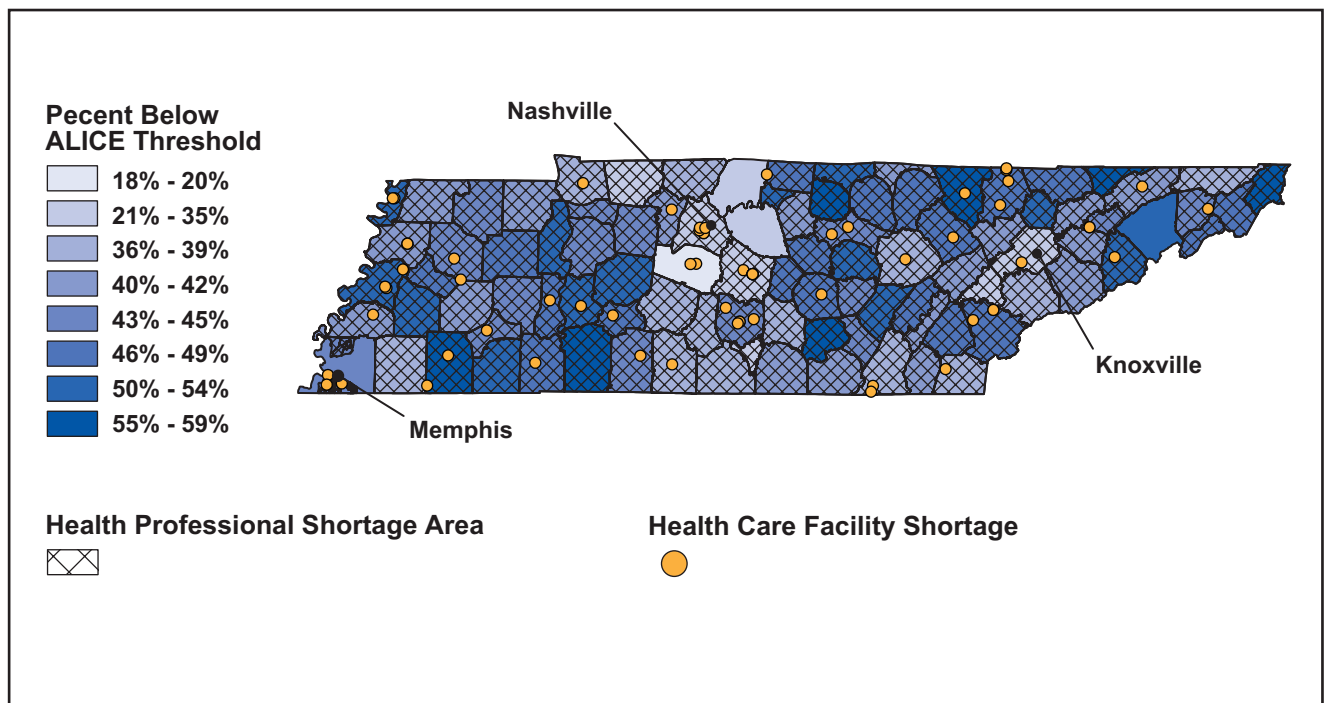 Nashville
Pecent Below
ALICE Threshold
18% - 20%
21% - 35%
36% - 39%
40% - 42%
43% - 45%
46% - 49%
50% - 54%
55% - 59%
Knoxville
Memphis
Health Professional Shortage Area
Health Care Facility Shortage